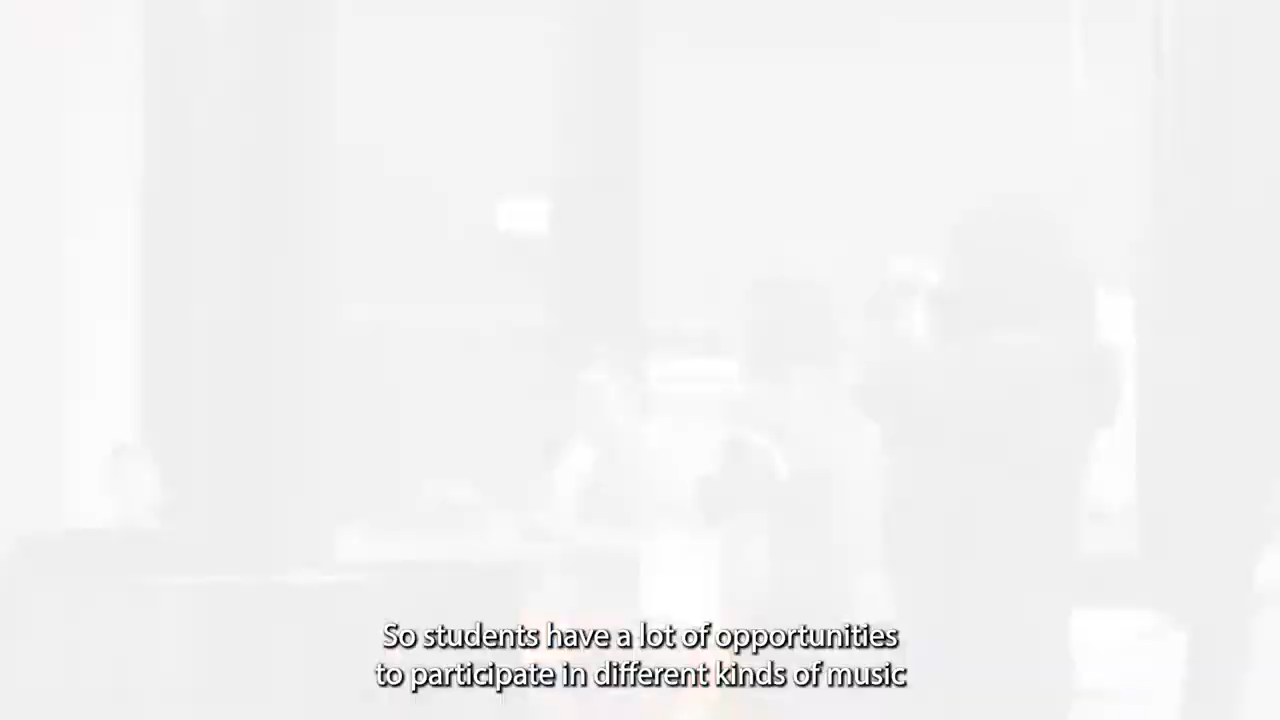 So students have a lot of opportunities
to participate in different kinds of music